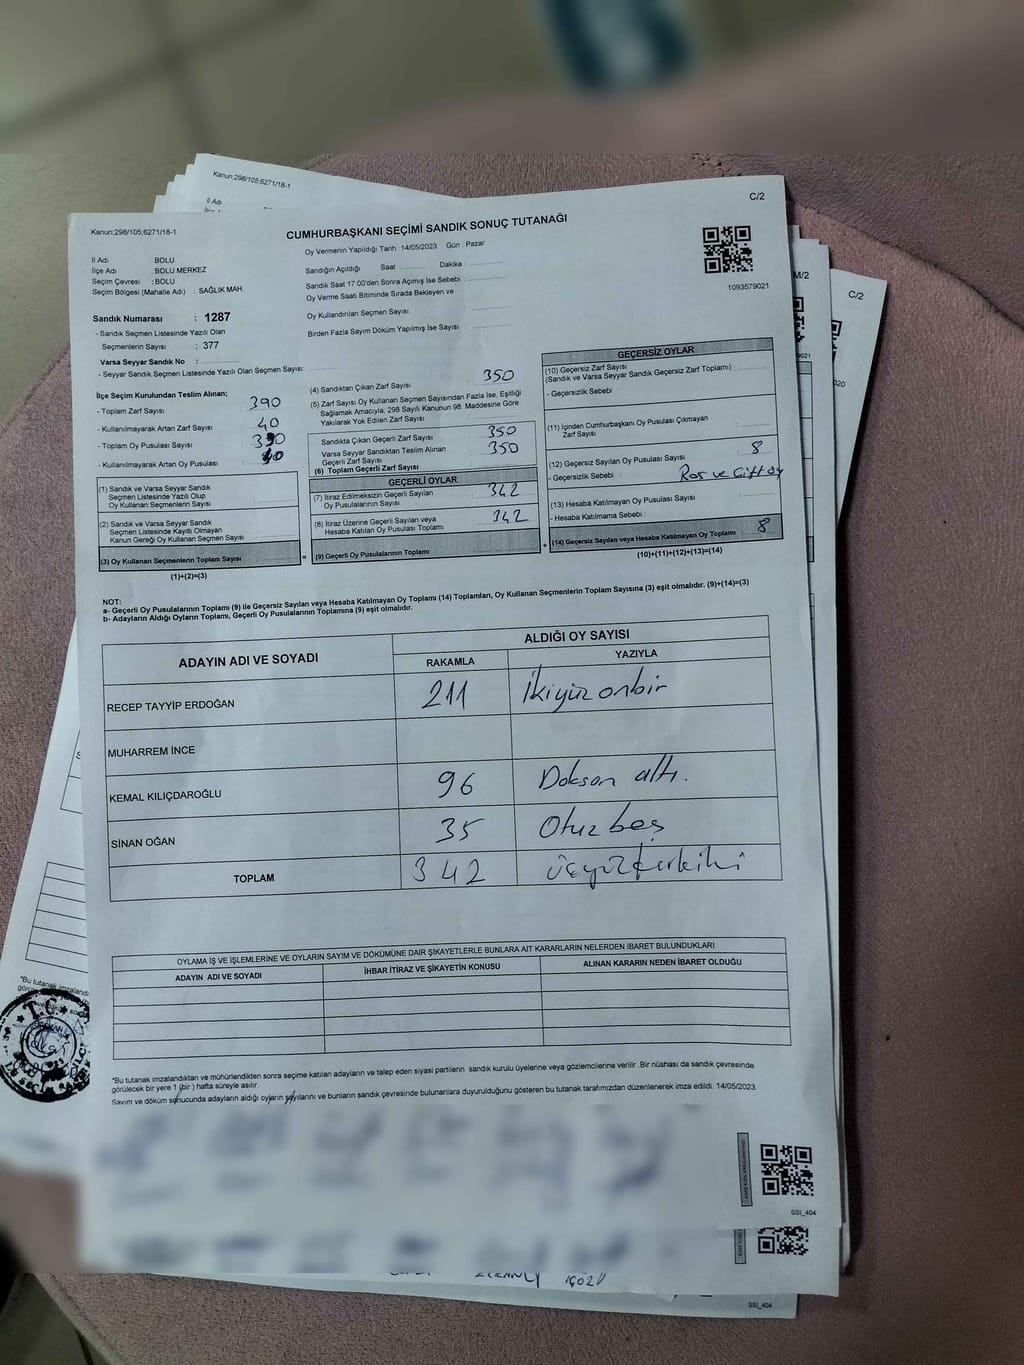 Kanun;298/105;6271/18-1
C/2
Kanun;298/105;6271/18-1
CUMHURBAŞKANI SEÇİMİ SANDIK SONUÇ TUTANAĞI
Oy Vermenin Yapıldığı Tarih : 14/05/2023 Gün : Pazar
İl Adı : BOLU
İlçe Adı : BOLU MERKEZ
Seçim Çevresi : BOLU
Seçim Bölgesi (Mahalle Adı) : SAĞLIK MAH.
Sandığın Açıldığı Saat Dakika :
Sandık Saat 17:00'den Sonra Açımış İse Sebebi :
Oy Verme Saati Bitiminde Sırada Bekleyen ve
Oy Kullandırılan Seçmen Sayısı :
Birden Fazla Sayım Döküm Yapılmış İse Sayısı :
1093579021
Sandık Numarası : 1287
- Sandık Seçmen Listesinde Yazılı Olan
Seçmenlerin Sayısı : 377
Varsa Seyyar Sandık No :
- Seyyar Sandık Seçmen Listesinde Yazılı Olan Seçmen Sayısı:
İlçe Seçim Kurulundan Teslim Alınan;
- Toplam Zarf Sayısı 390
- Kullanılmayarak Artan Zarf Sayısı 40
- Toplam Oy Pusulası Sayısı 390
- Kullanılmayarak Artan Oy Pusulası 40
(1) Sandık ve Varsa Seyyar Sandık
Seçmen Listesinde Yazılı Olup
Oy Kullanan Seçmenlerin Sayısı
(2) Sandık ve Varsa Seyyar Sandık
Seçmen Listesinde Kayıtlı Olmayan
Kanun Gereği Oy Kullanan Seçmen Sayısı
(3) Oy Kullanan Seçmenlerin Toplam Sayısı
(1)+(2)=(3)
(4) Sandıktan Çıkan Zarf Sayısı 350
(5) Zarf Sayısı Oy Kullanan Seçmen Sayısından Fazla İse, Eşitliği
Sağlamak Amacıyla; 298 Sayılı Kanunun 98. Maddesine Göre
Yakılarak Yok Edilen Zarf Sayısı
Sandıkta Çıkan Geçerli Zarf Sayısı 350
Varsa Seyyar Sandıktan Teslim Alınan 350
Geçerli Zarf Sayısı
(6) Toplam Geçerli Zarf Sayısı
GEÇERLİ OYLAR
(7) İtiraz Edilmeksizin Geçerli Sayılan 342
Oy Pusulalarının Sayısı
(8) İtiraz Üzerine Geçerli Sayılan veya 342
Hesaba Katılan Oy Pusulası Toplamı
(9) Geçerli Oy Pusulalarının Toplamı
GEÇERSİZ OYLAR
(10) Geçersiz Zarf Sayısı
(Sandık ve Varsa Seyyar Sandık Geçersiz Zarf Toplamı) :
- Geçersizlik Sebebi
(11) İçinden Cumhurbaşkanı Oy Pusulası Çıkmayan
Zarf Sayısı
(12) Geçersiz Sayılan Oy Pusulası Sayısı 8
- Geçersizlik Sebebi : Boş ve Çift Oy
(13) Hesaba Katılmayan Oy Pusulası Sayısı
- Hesaba Katılmama Sebebi :
(14) Geçersiz Sayılan veya Hesaba Katılmayan Oy Toplamı 8
(10)+(11)+(12)+(13)=(14)
NOT:
a- Geçerli Oy Pusulalarının Toplamı (9) ile Geçersiz Sayılan veya Hesaba Katılmayan Oy Toplamı (14) Toplamları, Oy Kullanan Seçmenlerin Toplam Sayısına (3) eşit olmalıdır. (9)+(14)=(3)
b- Adayların Aldığı Oyların Toplamı, Geçerli Oy Pusulalarının Toplamına (9) eşit olmalıdır.
ADAYIN ADI VE SOYADI
ALDIĞI OY SAYISI
RAKAMLA YAZIYLA
RECEP TAYYİP ERDOĞAN 211 İkiyüz onbir
MUHARREM İNCE
KEMAL KILIÇDAROĞLU 96 Doksan altı.
SİNAN OĞAN 35 Otuz beş
TOPLAM 342
OYLAMA İŞ VE İŞLEMLERİNE VE OYLARIN SAYIM VE DÖKÜMÜNE DAİR ŞİKAYETLERLE BUNLARA AİT KARARLARIN NELERDEN İBARET BULUNDUKLARI
ADAYIN ADI VE SOYADI İHBAR İTİRAZ VE ŞİKAYETİN KONUSU ALINAN KARARIN NEDEN İBARET OLDUĞU
*Bu tutanak imzalandıktan ve mühürlendikten sonra seçime katılan adayların ve talep eden siyasi partilerin sandık kurulu üyelerine veya gözlemcilerine verilir. Bir nüshası da sandık çevresinde
görülecek bir yere 1 (bir) hafta süreyle asılır.
Sayım ve döküm sonucunda adayların aldığı oyların sayılarını ve bunların sandık çevresinde bulunanlara duyurulduğunu gösteren bu tutanak tarafımızdan düzenlenerek imza edildi. 14/05/2023
SSİ_404
SSİ_404
M/2
C/2